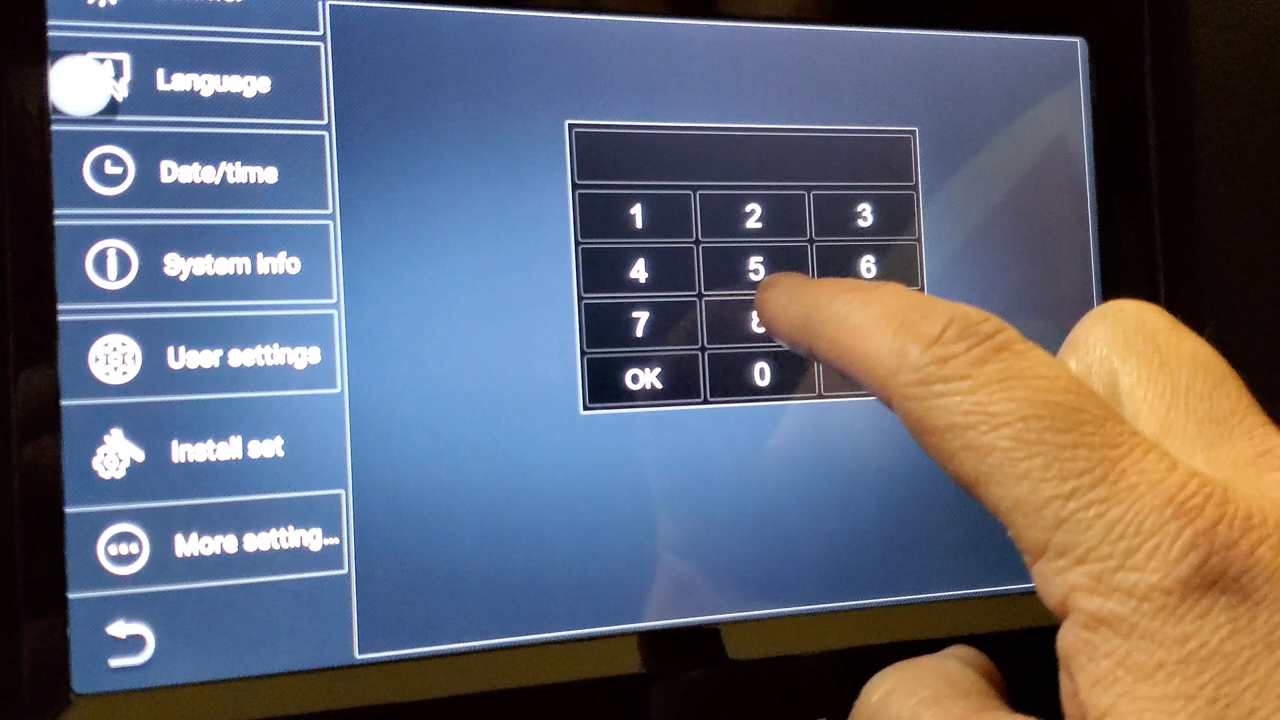 Language
Date/time
System Info
User settings
Install set
More setting...
1 2 3
4 5 6
7 8
OK 0